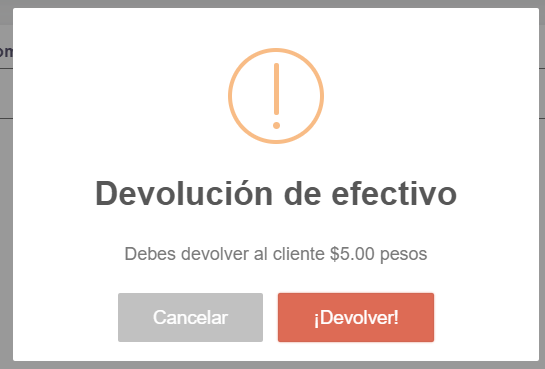 Devolución de efectivo
Debes devolver al cliente $5.00 pesos
Cancelar
¡Devolver!